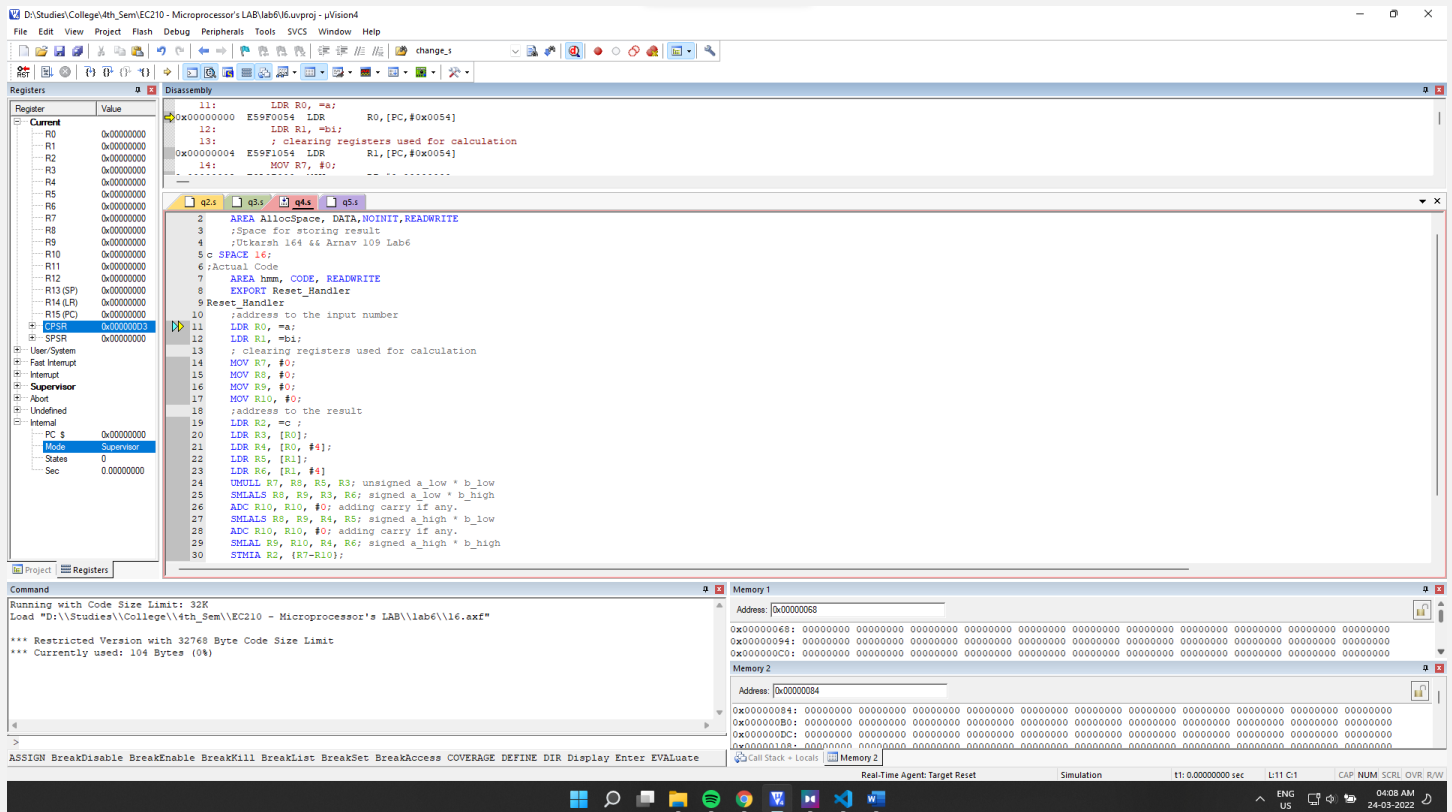 D:\Studies\College\4th_Sem\EC210 - Microprocessor's LAB\lab6\l6.uvproj - µVision4
File Edit View Project Flash Debug Peripherals Tools SVCS Window Help
change_s
RST
Registers
Register Value
Current
R0 0x00000000
R1 0x00000000
R2 0x00000000
R3 0x00000000
R4 0x00000000
R5 0x00000000
R6 0x00000000
R7 0x00000000
R8 0x00000000
R9 0x00000000
R10 0x00000000
R11 0x00000000
R12 0x00000000
R13 (SP) 0x00000000
R14 (LR) 0x00000000
R15 (PC) 0x00000000
CPSR 0x000000D3
SPSR 0x00000000
User/System
Fast Interrupt
Interrupt
Supervisor
Abort
Undefined
Internal
PC $ 0x00000000
Mode Supervisor
States 0
Sec 0.00000000
Project Registers
Disassembly
11: LDR R0, =a;
0x00000000 E59F0054 LDR R0,[PC,#0x0054]
12: LDR R1, =bi;
13: ; clearing registers used for calculation
0x00000004 E59F1054 LDR R1,[PC,#0x0054]
14: MOV R7, #0;
q2.s q3.s q4.s q5.s
2 AREA AllocSpace, DATA,NOINIT,READWRITE
3 ;Space for storing result
4 ;Utkarsh 164 && Arnav 109 Lab6
5 c SPACE 16;
6 ;Actual Code
7 AREA hmm, CODE, READWRITE
8 EXPORT Reset_Handler
9 Reset_Handler
10 ;address to the input number
11 LDR R0, =a;
12 LDR R1, =bi;
13 ; clearing registers used for calculation
14 MOV R7, #0;
15 MOV R8, #0;
16 MOV R9, #0;
17 MOV R10, #0;
18 ;address to the result
19 LDR R2, =c ;
20 LDR R3, [R0];
21 LDR R4, [R0, #4];
22 LDR R5, [R1];
23 LDR R6, [R1, #4]
24 UMULL R7, R8, R5, R3; unsigned a_low * b_low
25 SMLALS R8, R9, R3, R6; signed a_low * b_high
26 ADC R10, R10, #0; adding carry if any.
27 SMLALS R8, R9, R4, R5; signed a_high * b_low
28 ADC R10, R10, #0; adding carry if any.
29 SMLAL R9, R10, R4, R6; signed a_high * b_high
30 STMIA R2, {R7-R10};
Command
Running with Code Size Limit: 32K
Load "D:\\Studies\\College\\4th_Sem\\EC210 - Microprocessor's LAB\\lab6\\l6.axf"
*** Restricted Version with 32768 Byte Code Size Limit
*** Currently used: 104 Bytes (0%)
>
ASSIGN BreakDisable BreakEnable BreakKill BreakList BreakSet BreakAccess COVERAGE DEFINE DIR Display Enter EVALuate
Memory 1
Address: 0x00000068
0x00000068: 00000000 00000000 00000000 00000000 00000000 00000000 00000000 00000000 00000000 00000000 00000000
0x00000094: 00000000 00000000 00000000 00000000 00000000 00000000 00000000 00000000 00000000 00000000 00000000
0x000000C0: 00000000 00000000 00000000 00000000 00000000 00000000 00000000 00000000 00000000 00000000 00000000
Memory 2
Address: 0x00000084
0x00000084: 00000000 00000000 00000000 00000000 00000000 00000000 00000000 00000000 00000000 00000000 00000000
0x000000B0: 00000000 00000000 00000000 00000000 00000000 00000000 00000000 00000000 00000000 00000000 00000000
0x000000DC: 00000000 00000000 00000000 00000000 00000000 00000000 00000000 00000000 00000000 00000000 00000000
0x00000108: 00000000 00000000 00000000 00000000 00000000 00000000 00000000 00000000 00000000 00000000 00000000
Call Stack + Locals Memory 2
Real-Time Agent: Target Reset Simulation t1: 0.00000000 sec L:11 C:1 CAP NUM SCRL OVR R/W
ENG
US
04:08 AM
24-03-2022